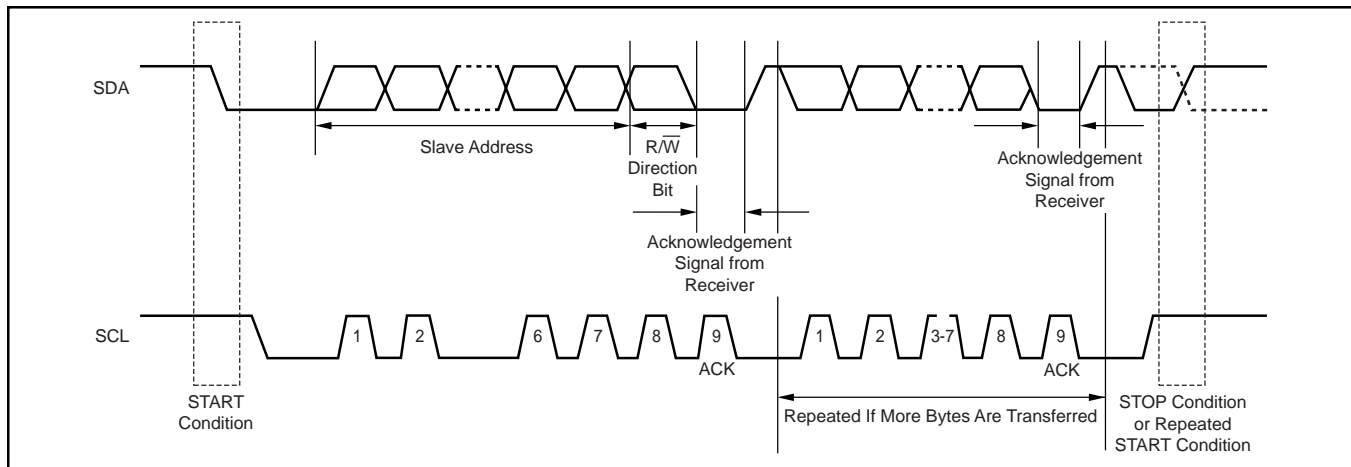 SDA
Slave Address
R/W̅
Direction
Bit
Acknowledgement
Signal from
Receiver
Acknowledgement
Signal from
Receiver
SCL
1
2
6
7
8
9
1
2
3-7
8
9
ACK
ACK
START
Condition
Repeated If More Bytes Are Transferred
STOP Condition
or Repeated
START Condition